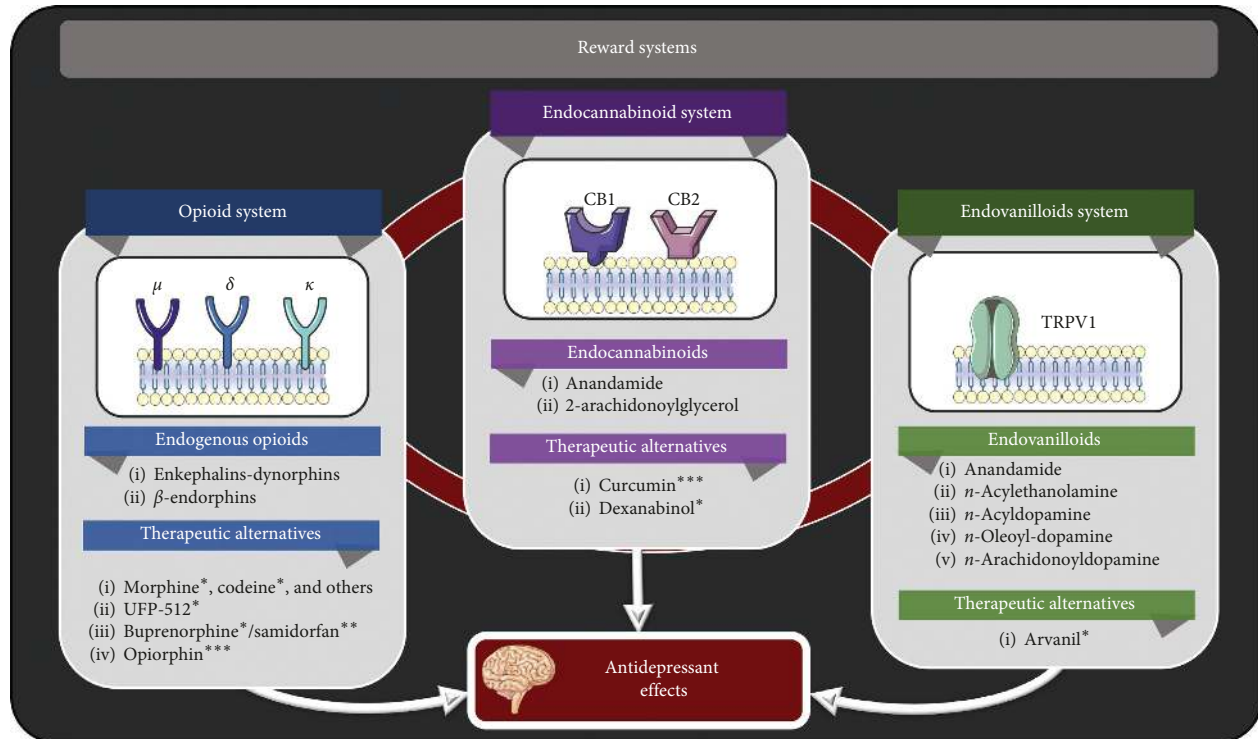 Reward systems
Opioid system
μ
δ
κ
Endogenous opioids
(i) Enkephalins-dynorphins
(ii) β-endorphins
Therapeutic alternatives
(i) Morphine*, codeine*, and others
(ii) UFP-512*
(iii) Buprenorphine*/samidorfan**
(iv) Opiorphin***
Endocannabinoid system
CB1
CB2
Endocannabinoids
(i) Anandamide
(ii) 2-arachidonoylglycerol
Therapeutic alternatives
(i) Curcumin***
(ii) Dexanabinol*
Endovanilloids system
TRPV1
Endovanilloids
(i) Anandamide
(ii) n-Acylethanolamine
(iii) n-Acyldopamine
(iv) n-Oleoyl-dopamine
(v) n-Arachidonoyldopamine
Therapeutic alternatives
(i) Arvanil*
Antidepressant
effects